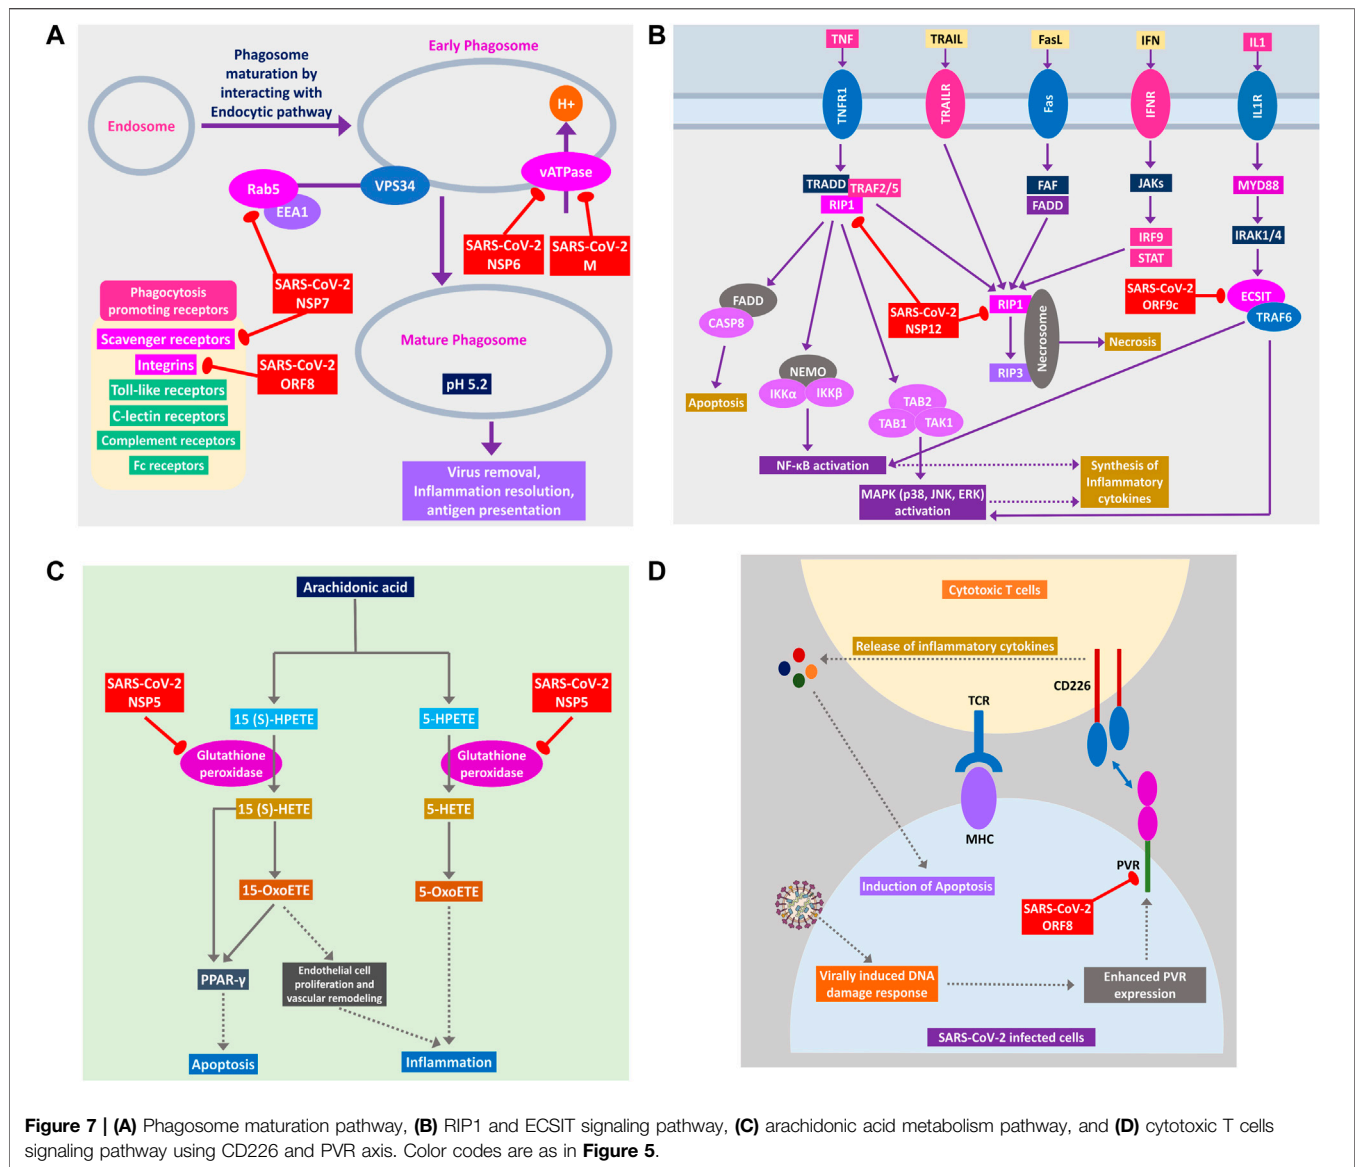 A
Phagosome
maturation by
interacting with
Endocytic pathway
Early Phagosome
Endosome
H+
vATPase
VPS34
Rab5
EEA1
SARS-CoV-2
NSP6
SARS-CoV-2
M
SARS-CoV-2
NSP7
Phagocytosis
promoting receptors
Scavenger receptors
Integrins
Toll-like receptors
C-lectin receptors
Complement receptors
Fc receptors
SARS-CoV-2
ORF8
Mature Phagosome
pH 5.2
Virus removal,
Inflammation resolution,
antigen presentation
B
TNF
TRAIL
FasL
IFN
IL1
TNFR1
TRAILR
Fas
IFNR
IL1R
TRADD
TRAF2/5
RIP1
FAF
FADD
JAKs
IRF9
STAT
MYD88
IRAK1/4
SARS-CoV-2
ORF9c
ECSIT
TRAF6
FADD
CASP8
SARS-CoV-2
NSP12
RIP1
RIP3
Necrosome
Necrosis
Apoptosis
NEMO
IKKα
IKKβ
TAB2
TAB1
TAK1
NF-κB activation
MAPK (p38, JNK, ERK)
activation
Synthesis of
Inflammatory
cytokines
C
Arachidonic acid
SARS-CoV-2
NSP5
15 (S)-HPETE
5-HPETE
SARS-CoV-2
NSP5
Glutathione
peroxidase
Glutathione
peroxidase
15 (S)-HETE
5-HETE
15-OxoETE
5-OxoETE
PPAR-γ
Endothelial cell
proliferation and
vascular remodeling
Apoptosis
Inflammation
D
Cytotoxic T cells
Release of inflammatory cytokines
CD226
TCR
MHC
PVR
Induction of Apoptosis
SARS-CoV-2
ORF8
Virally induced DNA
damage response
Enhanced PVR
expression
SARS-CoV-2 infected cells
Figure 7 | (A) Phagosome maturation pathway, (B) RIP1 and ECSIT signaling pathway, (C) arachidonic acid metabolism pathway, and (D) cytotoxic T cells
signaling pathway using CD226 and PVR axis. Color codes are as in Figure 5.